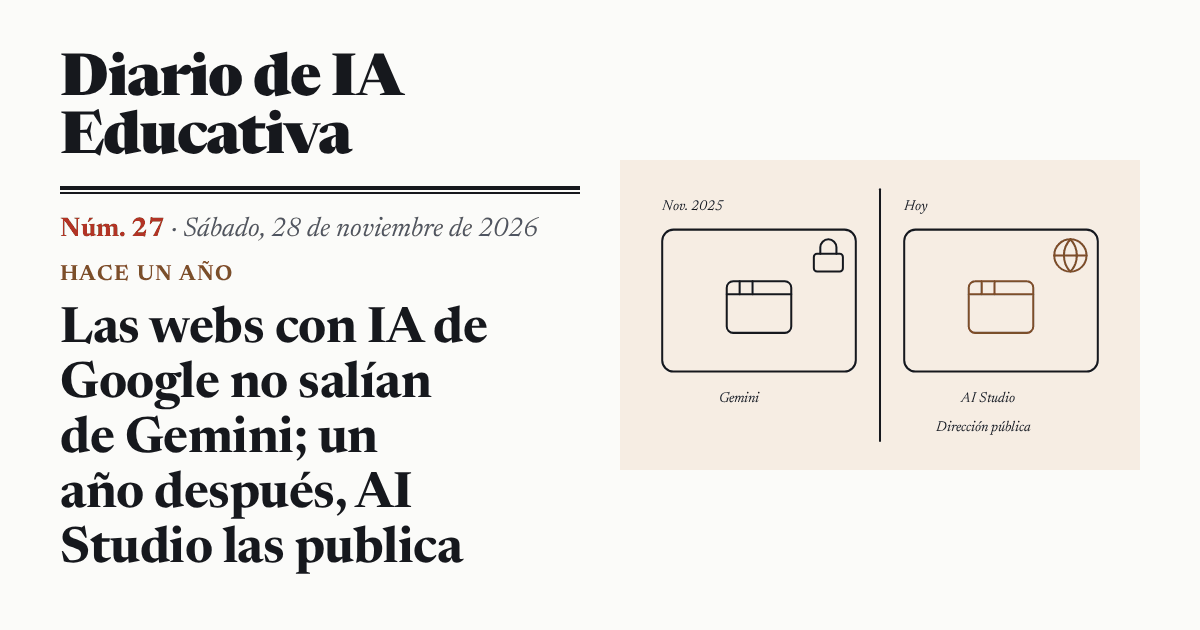 Diario de IA
Educativa
Núm. 27 · Sábado, 28 de noviembre de 2026
HACE UN AÑO
Las webs con IA de
Google no salían
de Gemini; un
año después, AI
Studio las publica
Nov. 2025
Gemini
Hoy
AI Studio
Dirección pública